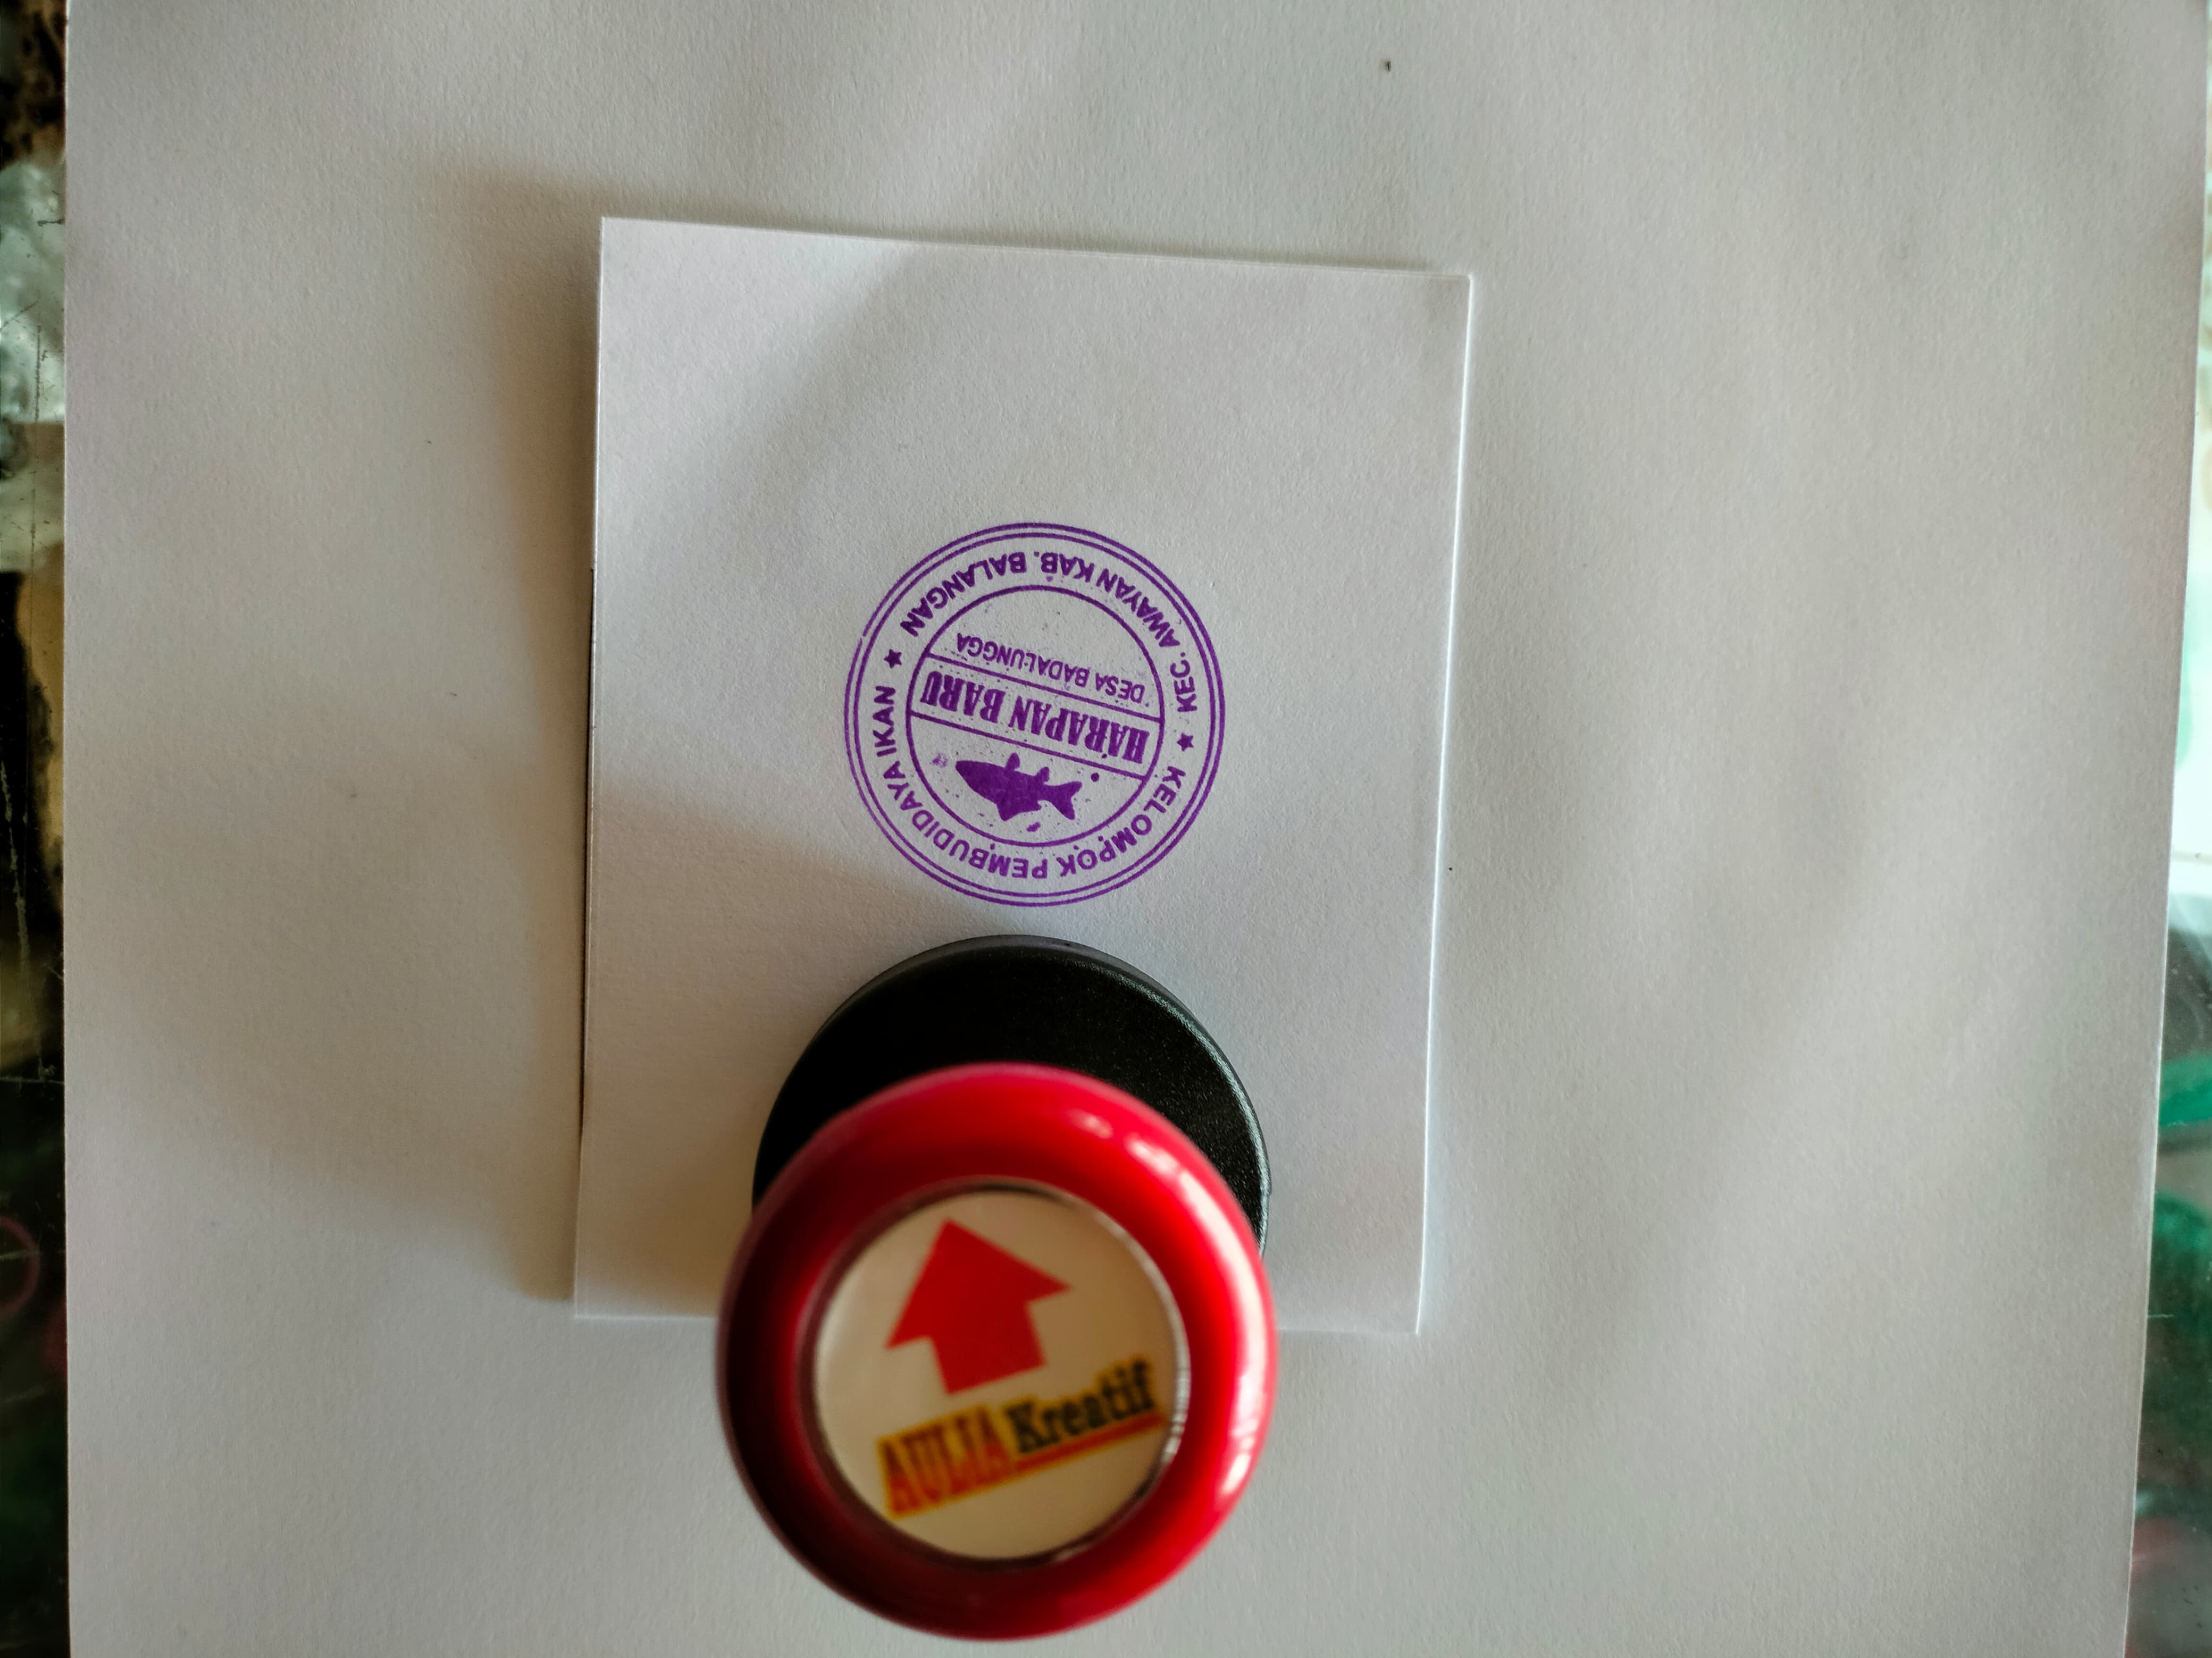 KELOMPOK PEMBUDIDAYA IKAN
HARAPAN BARU
DESA BADALUNGGA
KEC. AWAYAN KAB. BALANGAN
AULIA Kreatif